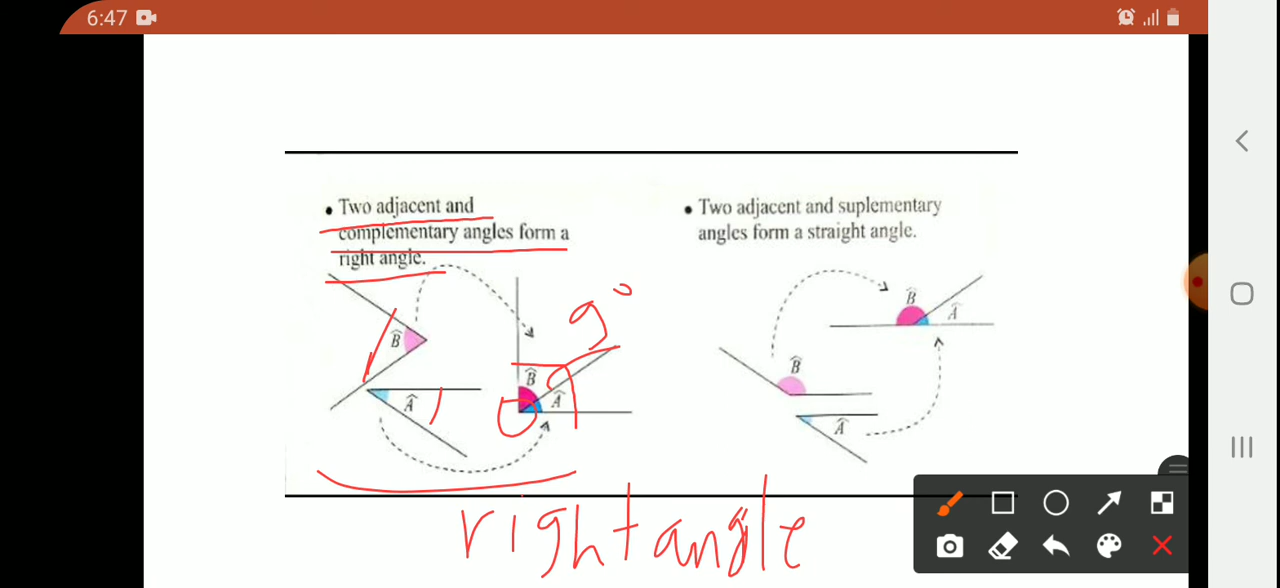 6:47
• Two adjacent and
complementary angles form a
right angle.
B̂
Â
B̂
Â
9°
• Two adjacent and suplementary
angles form a straight angle.
B̂
Â
B̂
Â
right angle